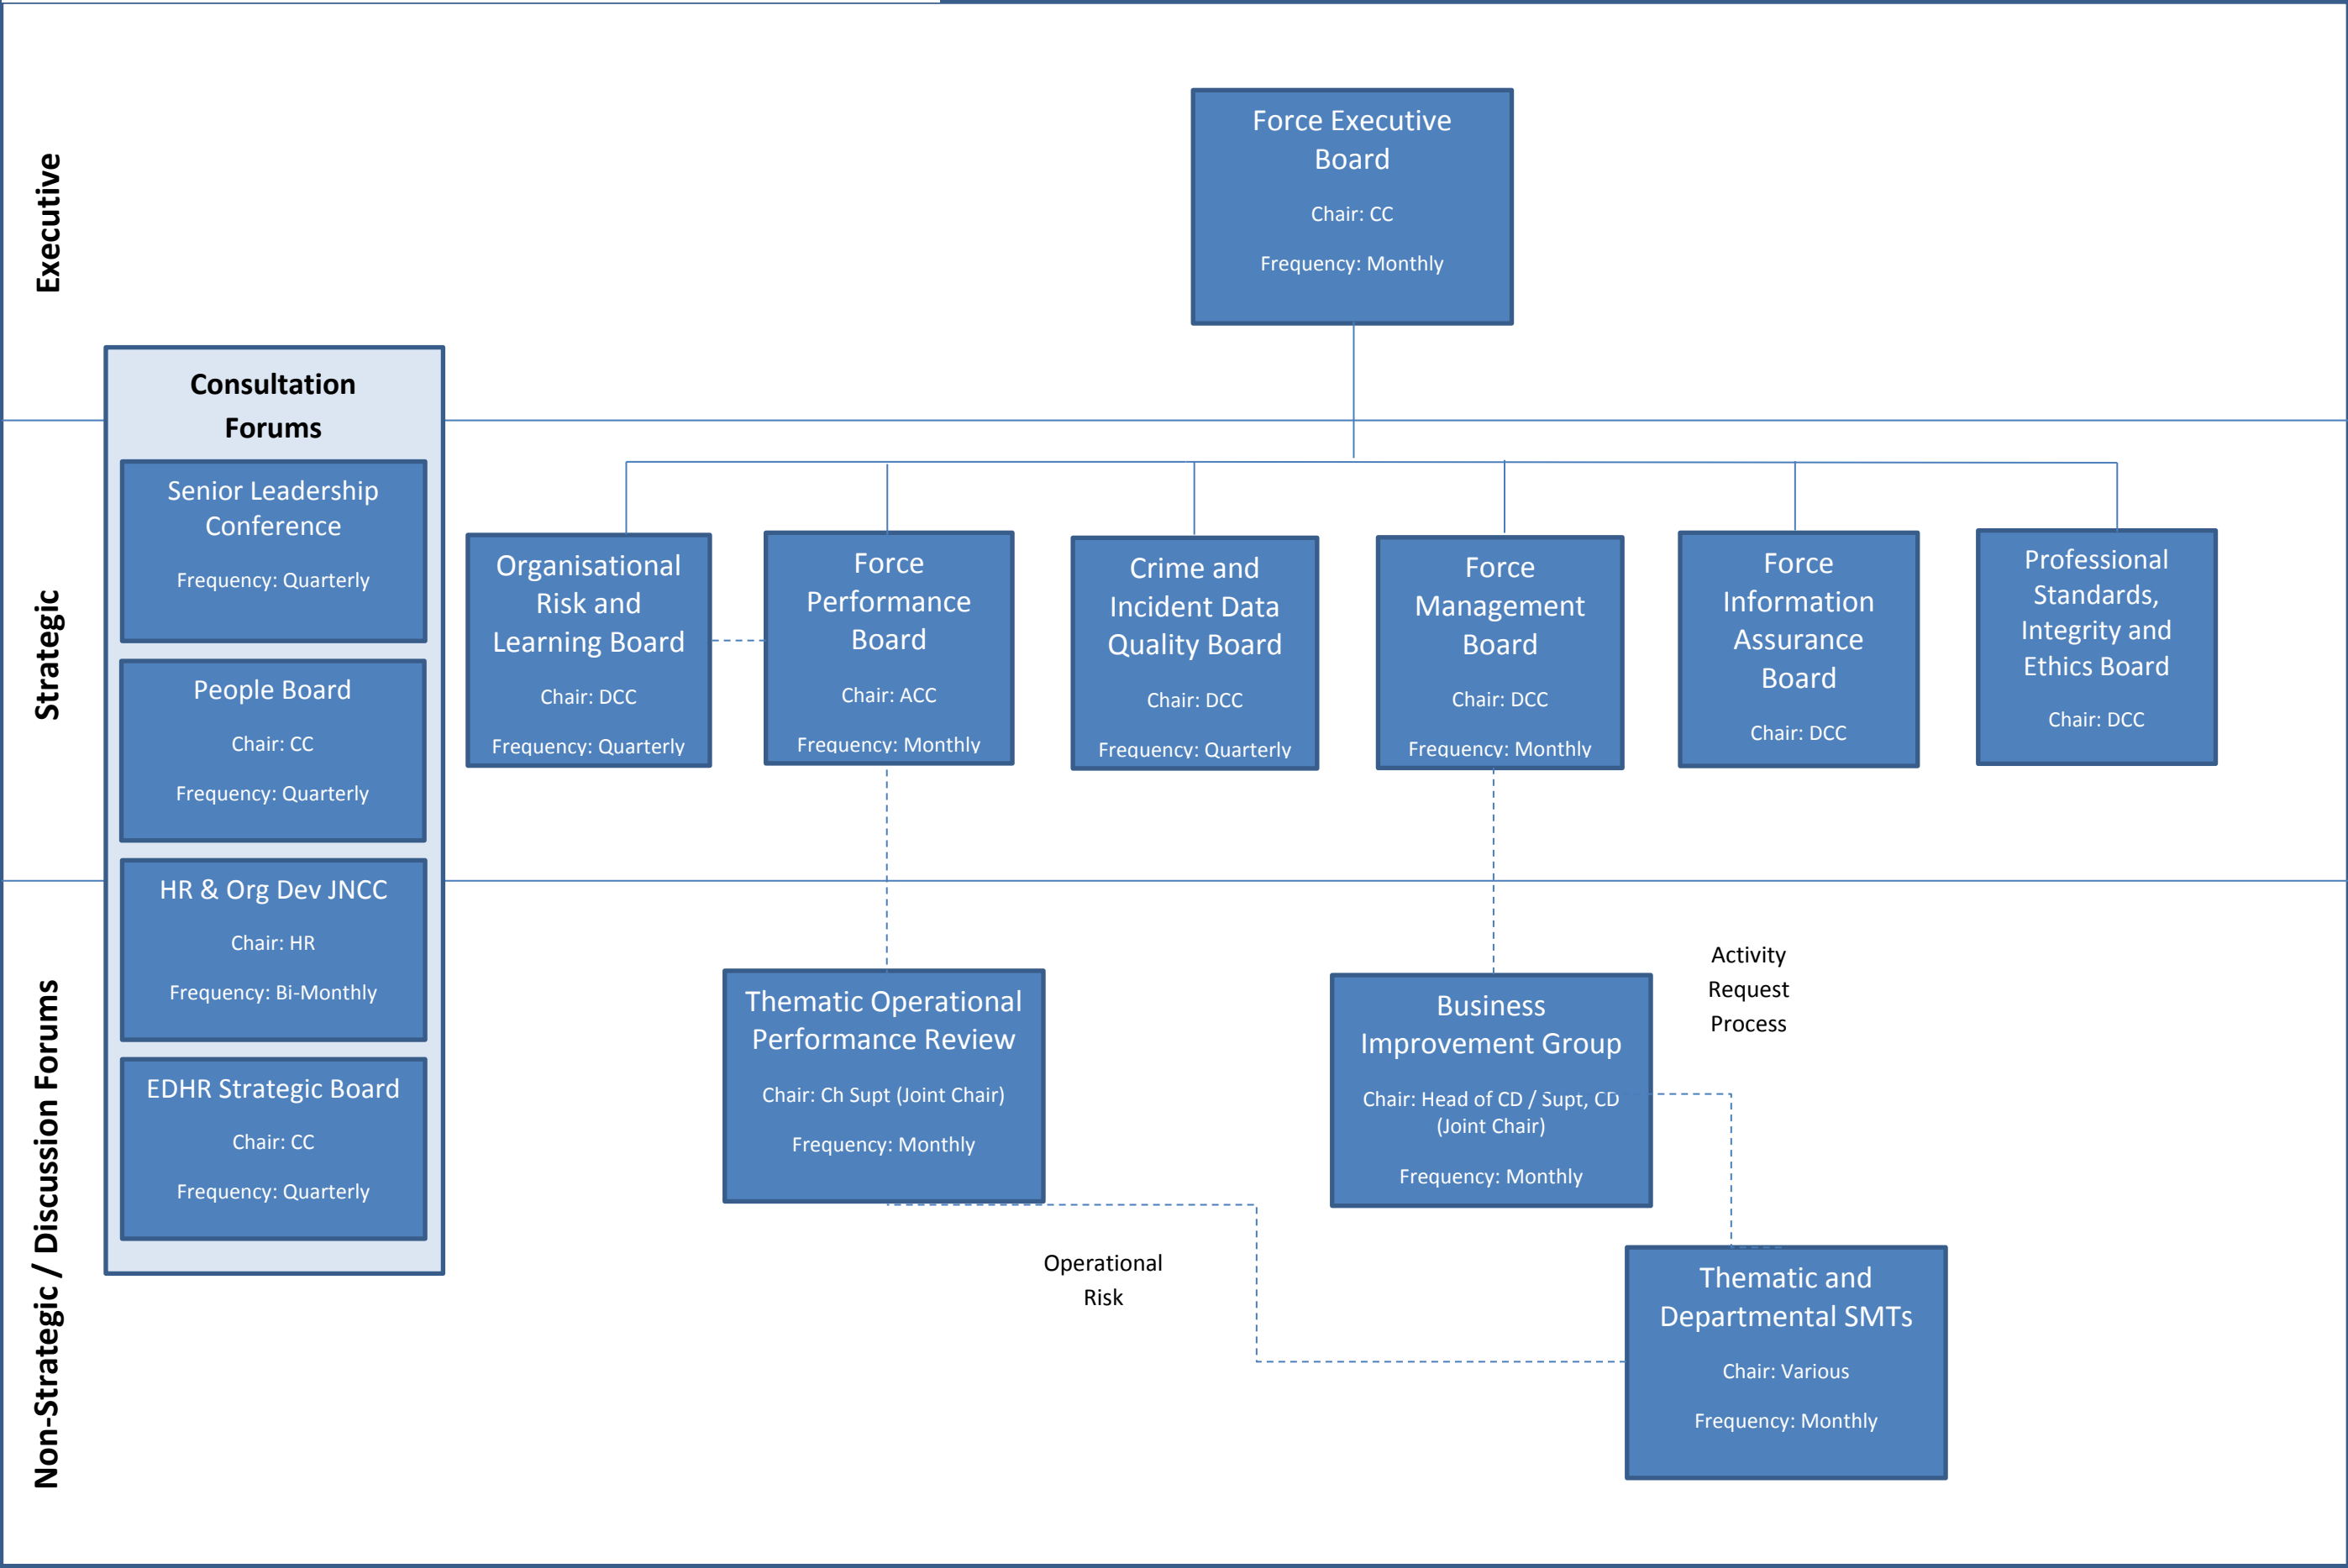 Executive
Force Executive
Board
Chair: CC
Frequency: Monthly
Consultation
Forums
Senior Leadership
Conference
Frequency: Quarterly
People Board
Chair: CC
Frequency: Quarterly
HR & Org Dev JNCC
Chair: HR
Frequency: Bi-Monthly
EDHR Strategic Board
Chair: CC
Frequency: Quarterly
Strategic
Organisational
Risk and
Learning Board
Chair: DCC
Frequency: Quarterly
Force
Performance
Board
Chair: ACC
Frequency: Monthly
Crime and
Incident Data
Quality Board
Chair: DCC
Frequency: Quarterly
Force
Management
Board
Chair: DCC
Frequency: Monthly
Force
Information
Assurance
Board
Chair: DCC
Professional
Standards,
Integrity and
Ethics Board
Chair: DCC
Non-Strategic / Discussion Forums
Thematic Operational
Performance Review
Chair: Ch Supt (Joint Chair)
Frequency: Monthly
Business
Improvement Group
Chair: Head of CD / Supt, CD
(Joint Chair)
Frequency: Monthly
Activity
Request
Process
Operational
Risk
Thematic and
Departmental SMTs
Chair: Various
Frequency: Monthly